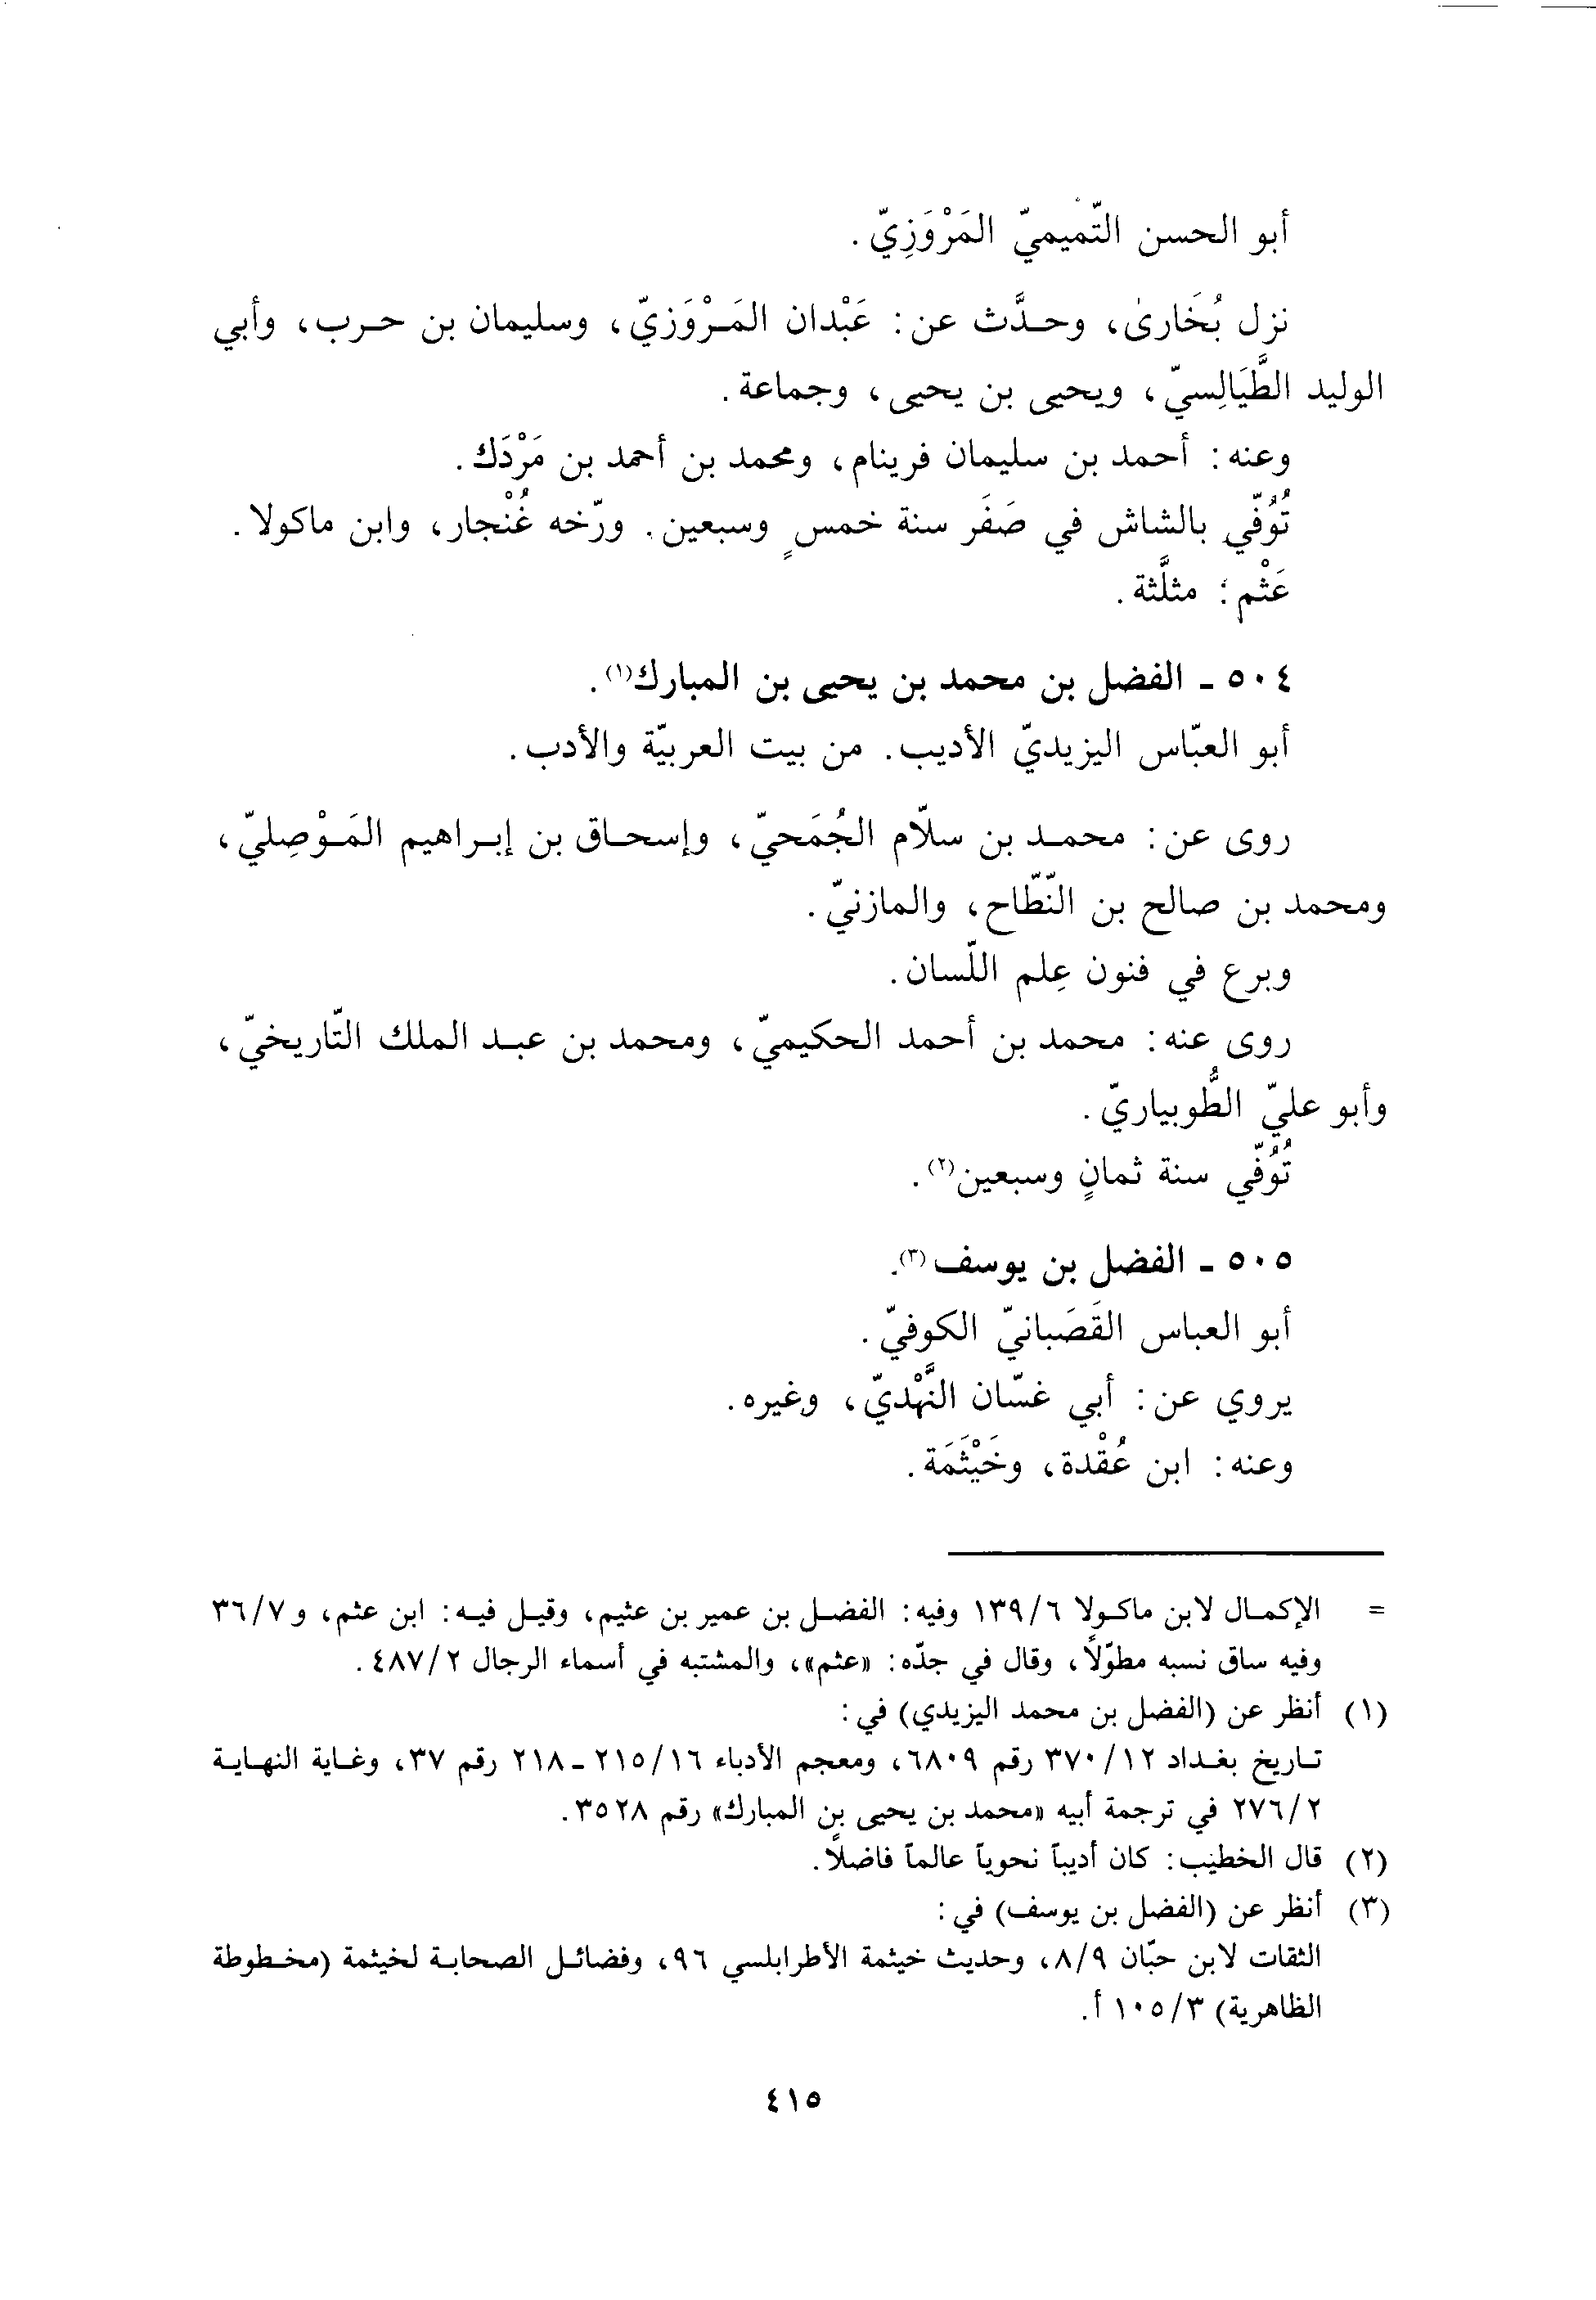 أبو الحسن التّميميّ المَرْوَزِيّ.
نزل بُخَارىٰ، وحدَّث عن: عَبْدان المَرْوَزيّ، وسليمان بن حرب، وأبي
الوليد الطَّيَالِسيّ، ويحيى بن يحيى، وجماعة.
وعنه: أحمد بن سليمان فرينام، ومحمد بن أحمد بن مَرْدَك.
تُوُفّي بالشاش في صَفَر سنة خمسٍ وسبعين. ورّخه غُنْجار، وابن ماكولا.
عَثْم: مثلَّثة.
٥٠٤ - الفضل بن محمد بن يحيى بن المبارك(١).
أبو العبّاس اليزيديّ الأديب. من بيت العربيّة والأدب.
روى عن: محمد بن سلاّم الجُمَحيّ، وإسحاق بن إبراهيم المَوْصِليّ،
ومحمد بن صالح بن النّطّاح، والمازنيّ.
وبرع في فنون عِلم اللّسان.
روى عنه: محمد بن أحمد الحكيميّ، ومحمد بن عبد الملك التّاريخيّ،
وأبو عليّ الطُّوبياريّ.
تُوُفّي سنة ثمانٍ وسبعين(٢).
٥٠٥ - الفضل بن يوسف(٣).
أبو العباس القَصَبانيّ الكوفيّ.
يروي عن: أبي غسّان النَّهْديّ، وغيره.
وعنه: ابن عُقْدة، وخَيْثَمَة.
= الإكمال لابن ماكولا ١٣٩/٦ وفيه: الفضل بن عمير بن عثيم، وقيل فيه: ابن عثم، و٣٦/٧
وفيه ساق نسبه مطوّلاً، وقال في جدّه: «عثم»، والمشتبه في أسماء الرجال ٤٨٧/٢.
(١) أنظر عن (الفضل بن محمد اليزيدي) في:
تاريخ بغداد ٣٧٠/١٢ رقم ٦٨٠٩، ومعجم الأدباء ٢١٥/١٦ - ٢١٨ رقم ٣٧، وغاية النهاية
٢٧٦/٢ في ترجمة أبيه «محمد بن يحيى بن المبارك» رقم ٣٥٢٨.
(٢) قال الخطيب: كان أديباً نحوياً عالماً فاضلاً.
(٣) أنظر عن (الفضل بن يوسف) في:
الثقات لابن حبّان ٨/٩، وحديث خيثمة الأطرابلسي ٩٦، وفضائل الصحابة لخيثمة (مخطوطة
الظاهرية) ١٠٥/٣ أ.
٤١٥